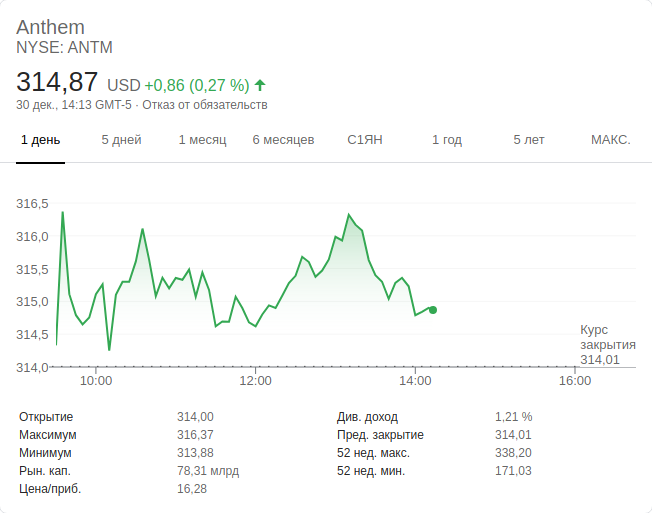 Anthem
NYSE: ANTM
314,87 USD +0,86 (0,27 %)
30 дек., 14:13 GMT-5 · Отказ от обязательств
1 день 5 дней 1 месяц 6 месяцев С1ЯН 1 год 5 лет МАКС.
316,5
316,0
315,5
315,0
314,5
314,0
Курс
закрытия
314,01
10:00 12:00 14:00 16:00
Открытие 314,00 Див. доход 1,21 %
Максимум 316,37 Пред. закрытие 314,01
Минимум 313,88 52 нед. макс. 338,20
Рын. кап. 78,31 млрд 52 нед. мин. 171,03
Цена/приб. 16,28